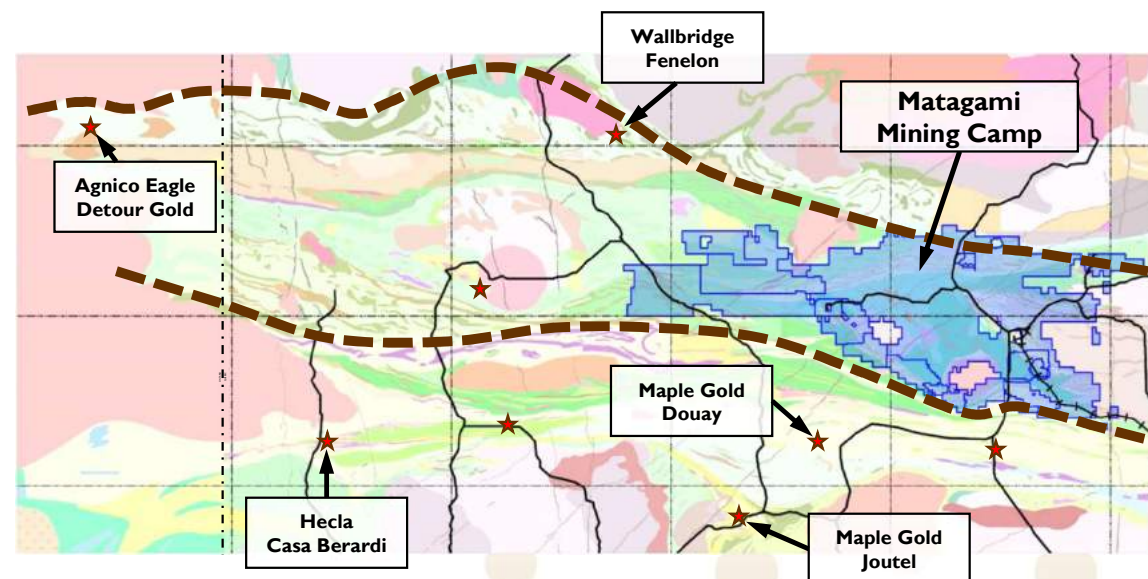 Wallbridge
Fenelon
Matagami
Mining Camp
Agnico Eagle
Detour Gold
Maple Gold
Douay
Hecla
Casa Berardi
Maple Gold
Joutel